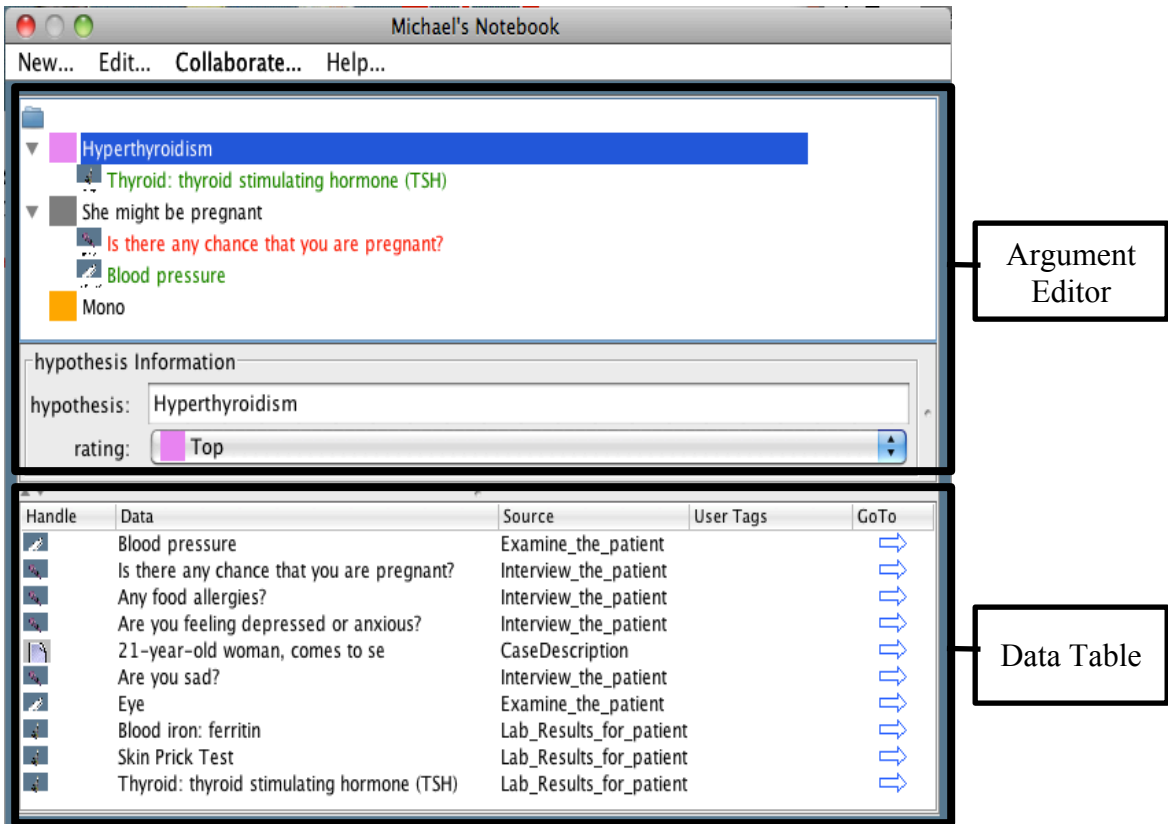 Michael's Notebook
New... Edit... Collaborate... Help...
Hyperthyroidism
Thyroid: thyroid stimulating hormone (TSH)
She might be pregnant
Is there any chance that you are pregnant?
Blood pressure
Mono
hypothesis Information
hypothesis: Hyperthyroidism
rating: Top
Argument
Editor
Handle Data Source User Tags GoTo
Blood pressure Examine_the_patient
Is there any chance that you are pregnant? Interview_the_patient
Any food allergies? Interview_the_patient
Are you feeling depressed or anxious? Interview_the_patient
21-year-old woman, comes to se CaseDescription
Are you sad? Interview_the_patient
Eye Examine_the_patient
Blood iron: ferritin Lab_Results_for_patient
Skin Prick Test Lab_Results_for_patient
Thyroid: thyroid stimulating hormone (TSH) Lab_Results_for_patient
Data Table